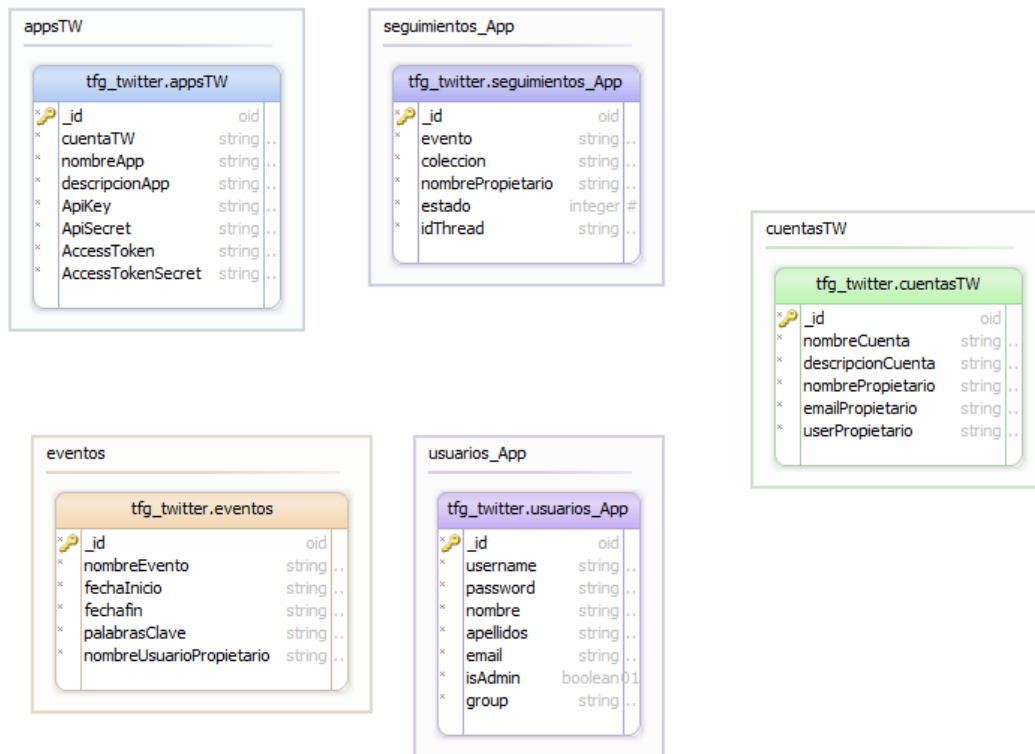 appsTW
tfg_twitter.appsTW
_id oid
cuentaTW string ..
nombreApp string ..
descripcionApp string ..
ApiKey string ..
ApiSecret string ..
AccessToken string ..
AccessTokenSecret string ..
seguimientos_App
tfg_twitter.seguimientos_App
_id oid
evento string ..
coleccion string ..
nombrePropietario string ..
estado integer #
idThread string ..
cuentasTW
tfg_twitter.cuentasTW
_id oid
nombreCuenta string ..
descripcionCuenta string ..
nombrePropietario string ..
emailPropietario string ..
userPropietario string ..
eventos
tfg_twitter.eventos
_id oid
nombreEvento string ..
fechaInicio string ..
fechafin string ..
palabrasClave string ..
nombreUsuarioPropietario string ..
usuarios_App
tfg_twitter.usuarios_App
_id oid
username string ..
password string ..
nombre string ..
apellidos string ..
email string ..
isAdmin boolean 01
group string ..